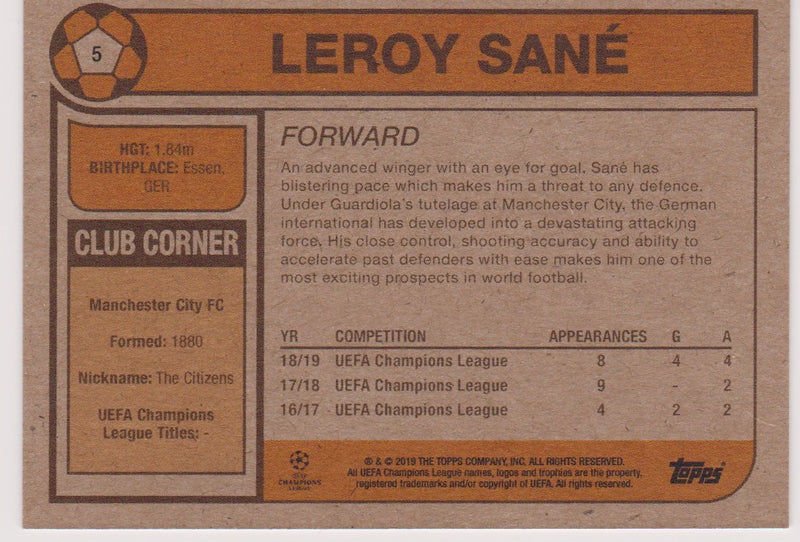 5
LEROY SANÉ
HGT: 1.84m
BIRTHPLACE: Essen,
GER
CLUB CORNER
Manchester City FC
Formed: 1880
Nickname: The Citizens
UEFA Champions
League Titles: -
FORWARD
An advanced winger with an eye for goal. Sané has
blistering pace which makes him a threat to any defence.
Under Guardiola's tutelage at Manchester City, the German
international has developed into a devastating attacking
force. His close control, shooting accuracy and ability to
accelerate past defenders with ease makes him one of the
most exciting prospects in world football.
YR COMPETITION APPEARANCES G A
18/19 UEFA Champions League 8 4 4
17/18 UEFA Champions League 9 - 2
16/17 UEFA Champions League 4 2 2
UEFA
CHAMPIONS
LEAGUE
® & © 2019 THE TOPPS COMPANY, INC. ALL RIGHTS RESERVED.
All UEFA Champions League names, logos and trophies are the property,
registered trademarks and/or copyright of UEFA. All rights reserved.
topps